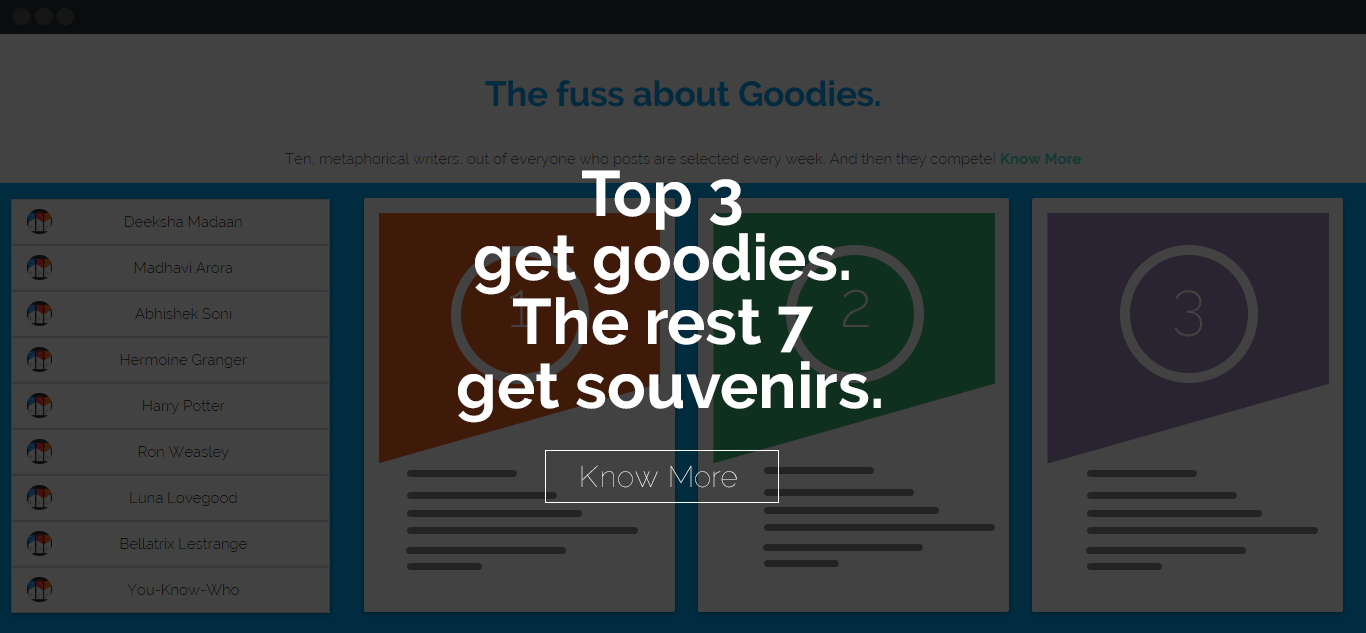 The fuss about Goodies.
Ten, metaphorical writers, out of everyone who posts are selected every week. And then they compete! Know More
Top 3
get goodies.
The rest 7
get souvenirs.
Know More
Deeksha Madaan
Madhavi Arora
Abhishek Soni
Hermoine Granger
Harry Potter
Ron Weasley
Luna Lovegood
Bellatrix Lestrange
You-Know-Who
1
2
3